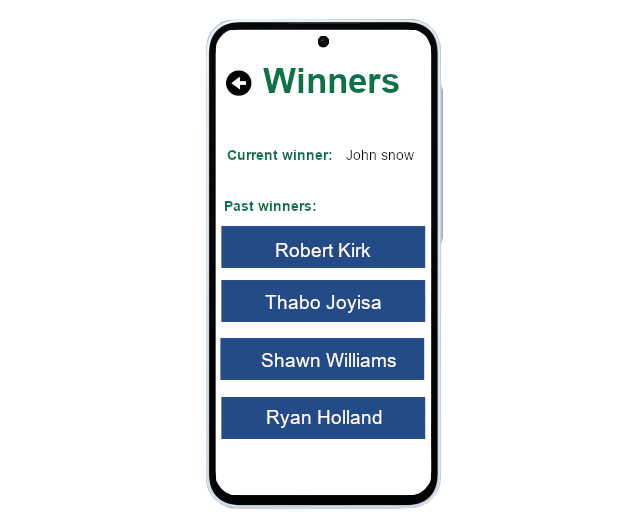 Winners
Current winner: John snow
Past winners:
Robert Kirk
Thabo Joyisa
Shawn Williams
Ryan Holland